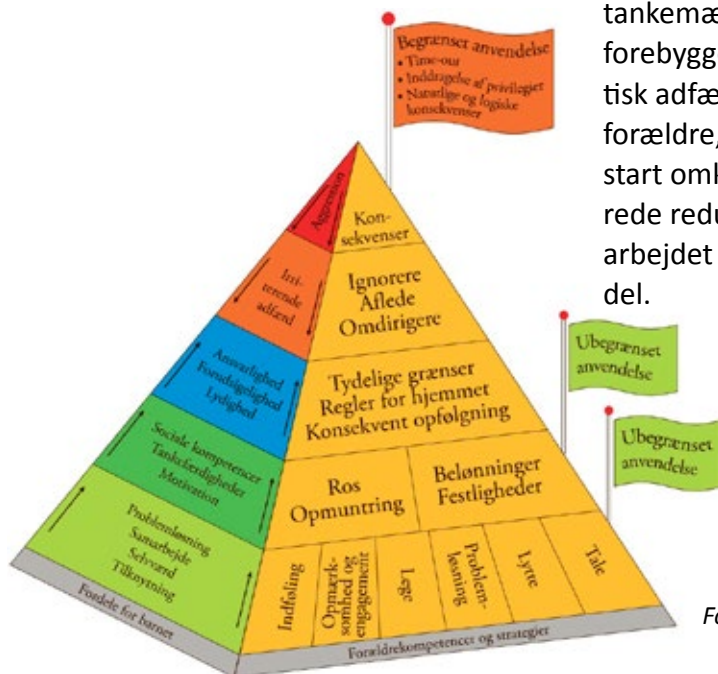 tankemæ
forebygge
tisk adfæ
forældre,
start omk
rede redu
arbejdet
del.
Begrænset anvendelse
• Time-out
• Inddragelse af privilegier
• Naturlige og logiske
konsekvenser
Aggression
Kon-
sekvenser
Irri-
terende
adfærd
Ignorere
Aflede
Omdirigere
Ansvarlighed
Forudsigelighed
Lydighed
Tydelige grænser
Regler for hjemmet
Konsekvent opfølgning
Ubegrænset
anvendelse
Sociale kompetencer
Tankefærdigheder
Motivation
Ros
Opmuntring
Belønninger
Festligheder
Ubegrænset
anvendelse
Problemløsning
Samarbejde
Selvværd
Tilknytning
Indføling
Opmærk-
somhed og
engagement
Lege
Problem-
løsning
Lytte
Tale
Fordele for barnet
Forældrekompetencer og strategier
Fo